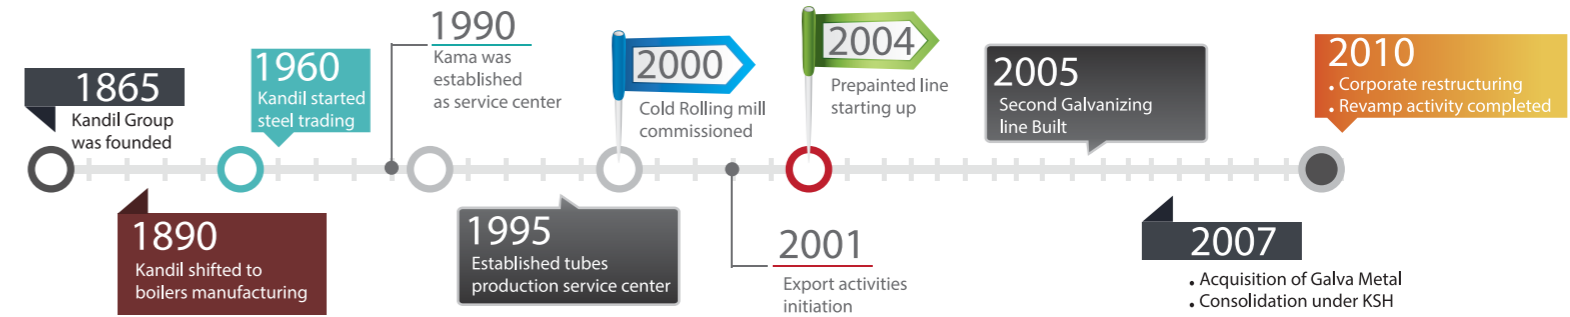 1865
Kandil Group
was founded
1890
Kandil shifted to
boilers manufacturing
1960
Kandil started
steel trading
1990
Kama was
established
as service center
1995
Established tubes
production service center
2000
Cold Rolling mill
commissioned
2001
Export activities
initiation
2004
Prepainted line
starting up
2005
Second Galvanizing
line Built
2007
• Acquisition of Galva Metal
• Consolidation under KSH
2010
• Corporate restructuring
• Revamp activity completed